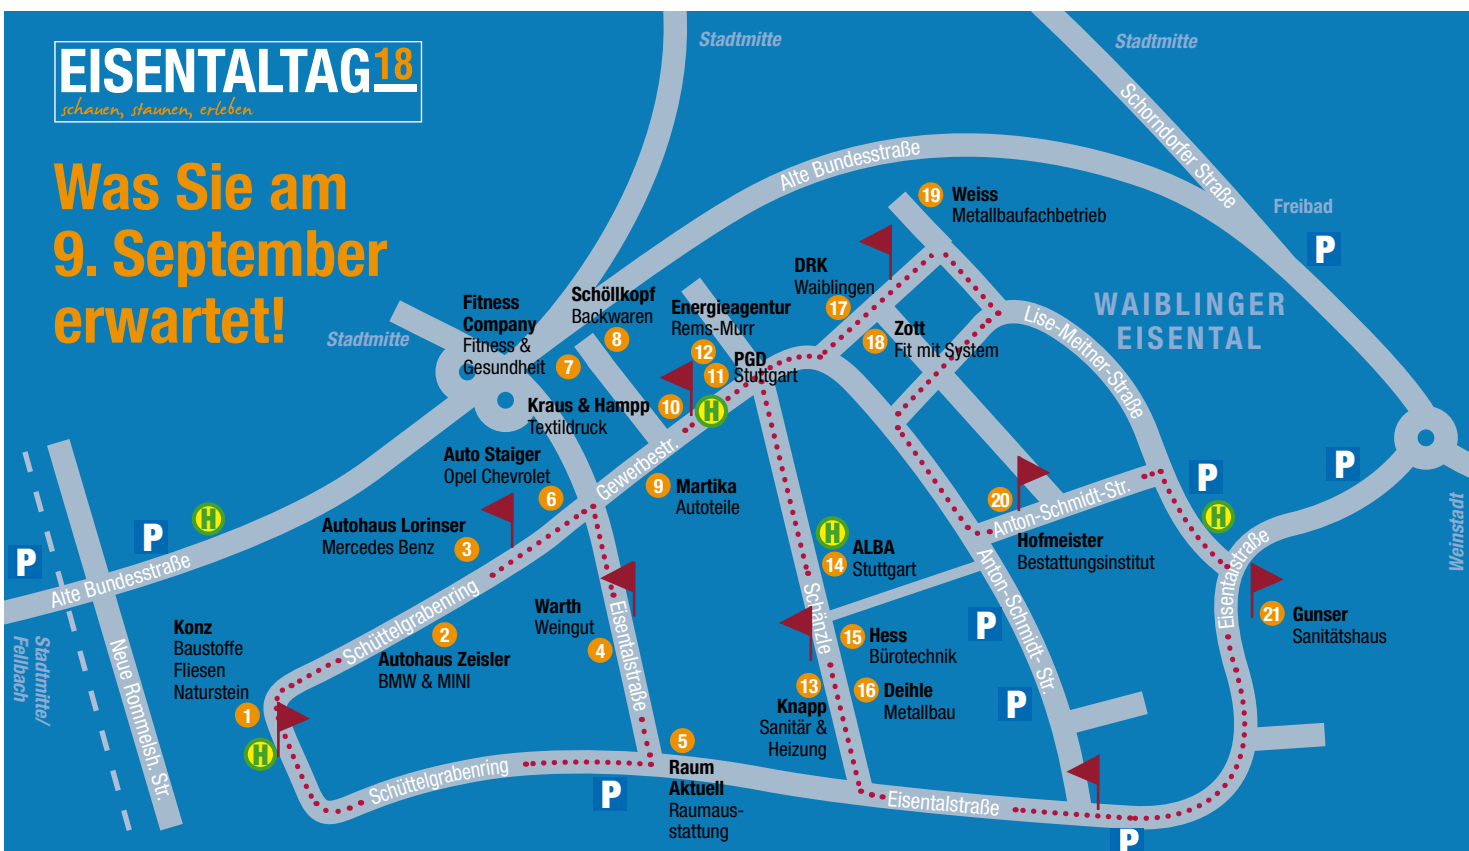 EISENTALTAG18
schauen, staunen, erleben
Was Sie am
9. September
erwartet!
Stadtmitte
Stadtmitte
Schorndorfer Straße
Alte Bundesstraße
Freibad
P
19
Weiss
Metallbaufachbetrieb
DRK
Waiblingen
17
WAIBLINGER
EISENTAL
Lise-Meitner-Straße
18
Zott
Fit mit System
Stadtmitte
Fitness
Company
Fitness &
Gesundheit
7
Schöllkopf
Backwaren
8
Energieagentur
Rems-Murr
12
11
PGD
Stuttgart
Kraus & Hampp
Textildruck
10
H
Gewerbestr.
Auto Staiger
Opel Chevrolet
6
9
Martika
Autoteile
Autohaus Lorinser
Mercedes Benz
3
H
P
P
Alte Bundesstraße
Stadtmitte/
Fellbach
Neue Rommelsh. Str.
Konz
Baustoffe
Fliesen
Naturstein
1
H
Schüttelgrabenring
2
Autohaus Zeisler
BMW & MINI
Warth
Weingut
4
Eisentalstraße
Schüttelgrabenring
P
5
Raum
Aktuell
Raumaus-
stattung
H
14
ALBA
Stuttgart
Schänzle
15
Hess
Bürotechnik
16
Deihle
Metallbau
13
Knapp
Sanitär &
Heizung
Eisentalstraße
20
Anton-Schmidt-Str.
Hofmeister
Bestattungsinstitut
Anton-Schmidt- Str.
P
P
P
P
P
H
Eisentalstraße
21
Gunser
Sanitätshaus
Weinstadt